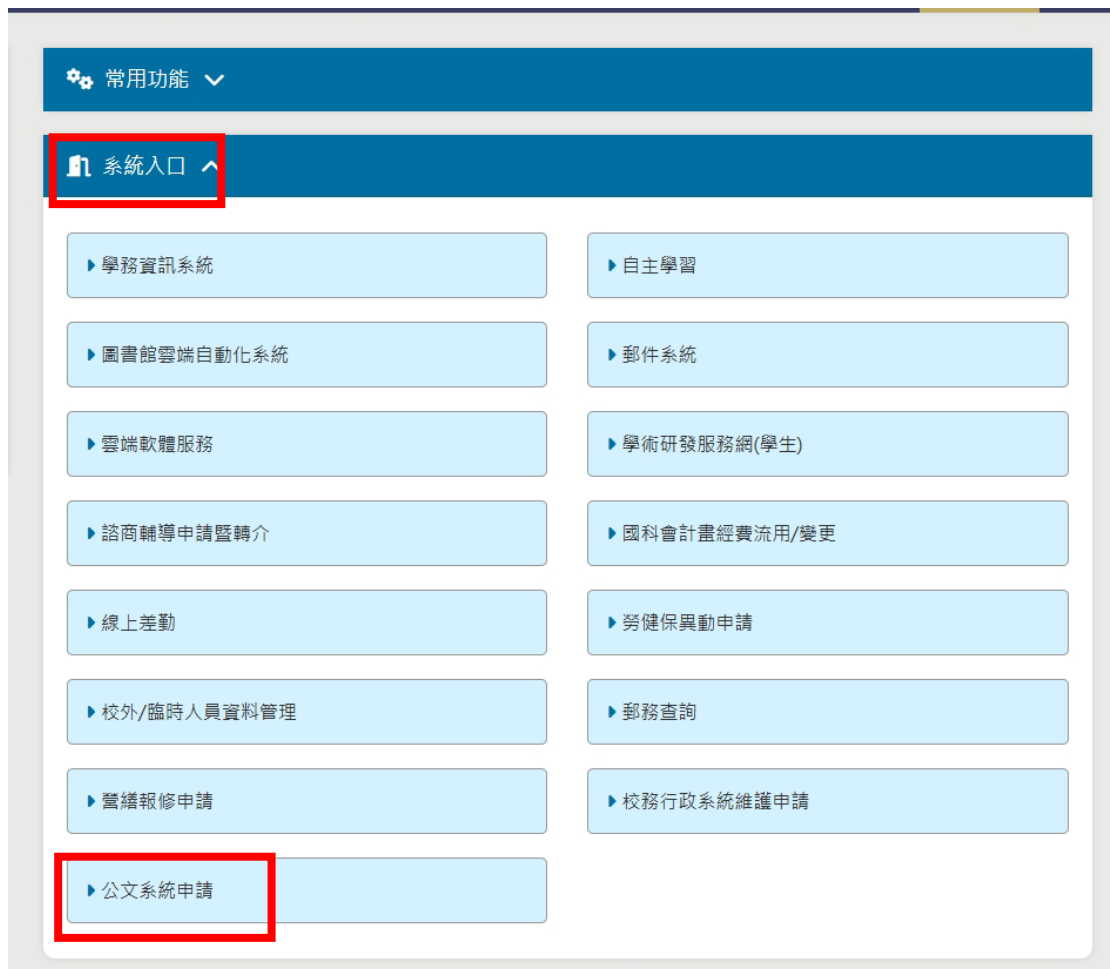 常用功能
系統入口
學務資訊系統
自主學習
圖書館雲端自動化系統
郵件系統
雲端軟體服務
學術研發服務網(學生)
諮商輔導申請暨轉介
國科會計畫經費流用/變更
線上差勤
勞健保異動申請
校外/臨時人員資料管理
郵務查詢
營繕報修申請
校務行政系統維護申請
公文系統申請